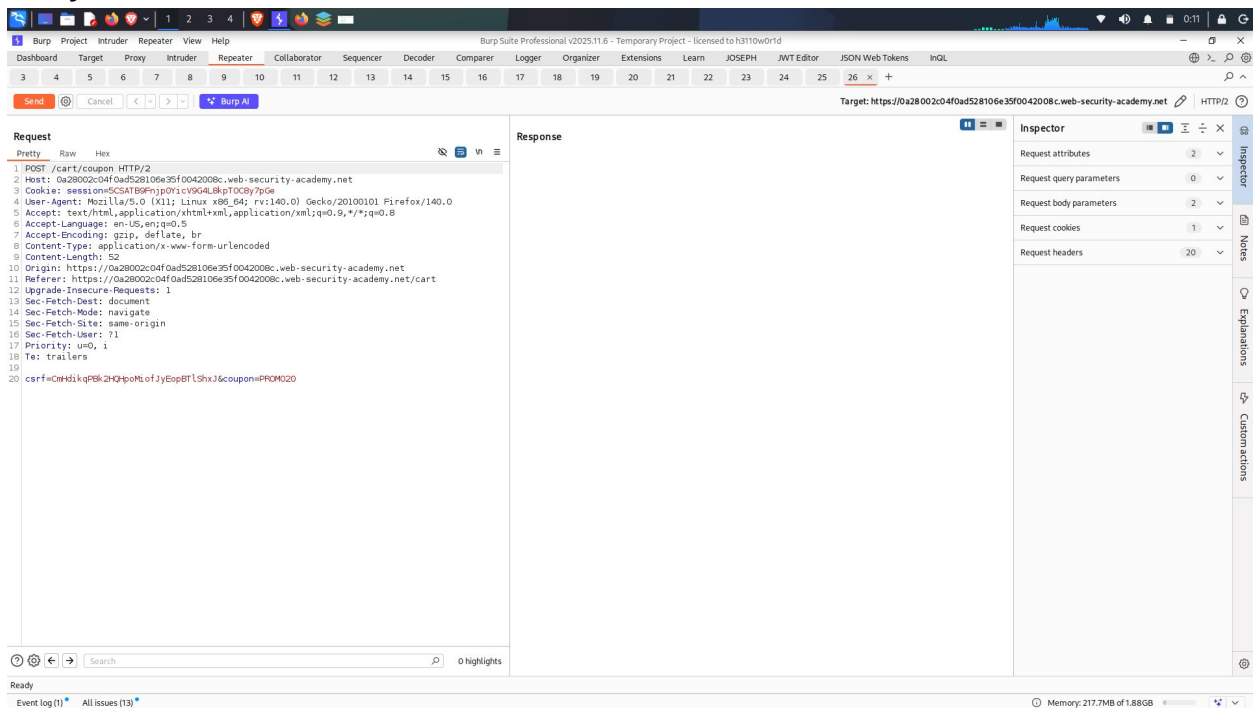 1 2 3 4 0:11
Burp Project Intruder Repeater View Help Burp Suite Professional v2025.11.6 - Temporary Project - licensed to h3110w0r1d
Dashboard Target Proxy Intruder Repeater Collaborator Sequencer Decoder Comparer Logger Organizer Extensions Learn JOSEPH JWT Editor JSON Web Tokens InQL
3 4 5 6 7 8 9 10 11 12 13 14 15 16 17 18 19 20 21 22 23 24 25 26 × +
Send Cancel < > Burp AI Target: https://0a28002c04f0ad528106e35f0042008c.web-security-academy.net HTTP/2
Request
Pretty Raw Hex \n
1 POST /cart/coupon HTTP/2
2 Host: 0a28002c04f0ad528106e35f0042008c.web-security-academy.net
3 Cookie: session=5CSATB9FnjpOYicV9G4LBkpTOC8y7pGe
4 User-Agent: Mozilla/5.0 (X11; Linux x86_64; rv:140.0) Gecko/20100101 Firefox/140.0
5 Accept: text/html,application/xhtml+xml,application/xml;q=0.9,*/*;q=0.8
6 Accept-Language: en-US,en;q=0.5
7 Accept-Encoding: gzip, deflate, br
8 Content-Type: application/x-www-form-urlencoded
9 Content-Length: 52
10 Origin: https://0a28002c04f0ad528106e35f0042008c.web-security-academy.net
11 Referer: https://0a28002c04f0ad528106e35f0042008c.web-security-academy.net/cart
12 Upgrade-Insecure-Requests: 1
13 Sec-Fetch-Dest: document
14 Sec-Fetch-Mode: navigate
15 Sec-Fetch-Site: same-origin
16 Sec-Fetch-User: ?1
17 Priority: u=0, i
18 Te: trailers
19
20 csrf=CmHdikqPBk2HQHpoMiofJyEopBTlShxJ&coupon=PROMO20
Search 0 highlights
Response
Inspector
Request attributes 2
Request query parameters 0
Request body parameters 2
Request cookies 1
Request headers 20
Inspector
Notes
Explanations
Custom actions
Ready
Event log (1) All issues (13) Memory: 217.7MB of 1.88GB